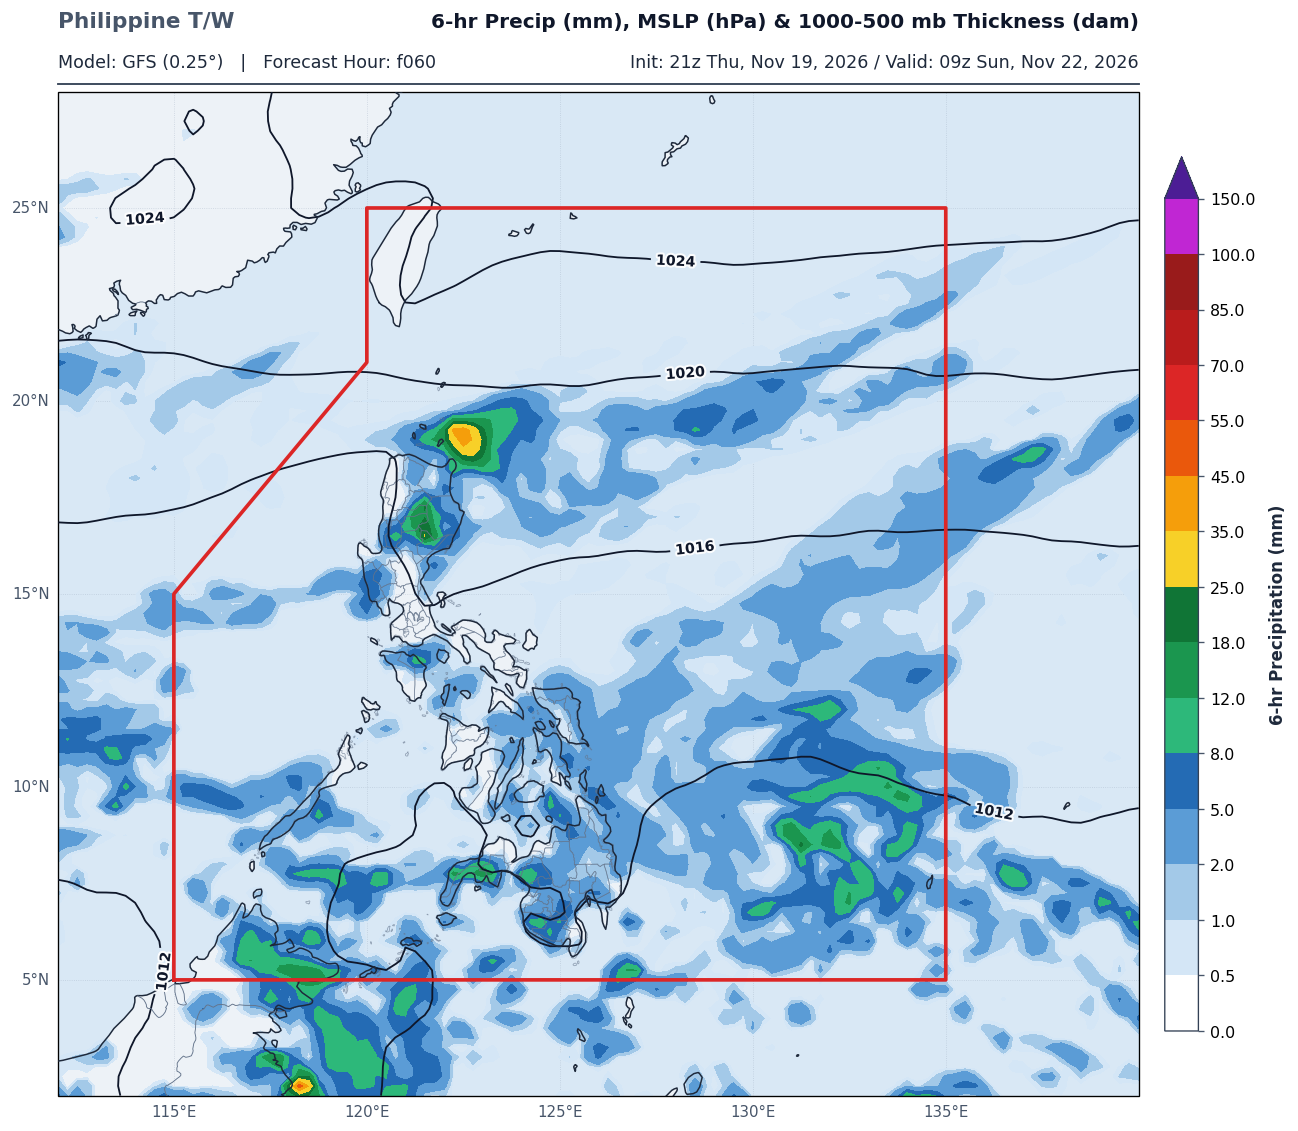 Philippine T/W
6-hr Precip (mm), MSLP (hPa) & 1000-500 mb Thickness (dam)
Model: GFS (0.25°) | Forecast Hour: f060
Init: 21z Thu, Nov 19, 2026 / Valid: 09z Sun, Nov 22, 2026
25°N
20°N
15°N
10°N
5°N
115°E
120°E
125°E
130°E
135°E
1024
1024
1020
1016
1012
1012
150.0
100.0
85.0
70.0
55.0
45.0
35.0
25.0
18.0
12.0
8.0
5.0
2.0
1.0
0.5
0.0
6-hr Precipitation (mm)